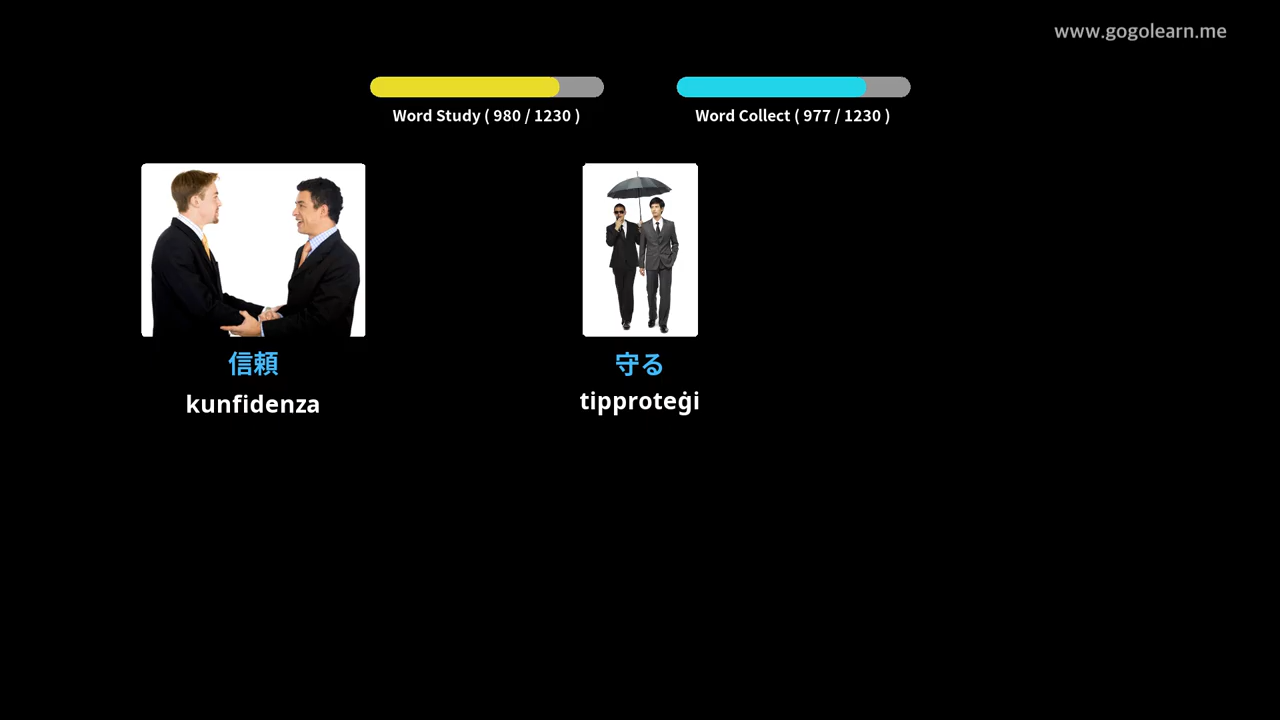 www.gogolearn.me
Word Study ( 980 / 1230 )
Word Collect ( 977 / 1230 )
信頼
kunfidenza
守る
tipproteġi